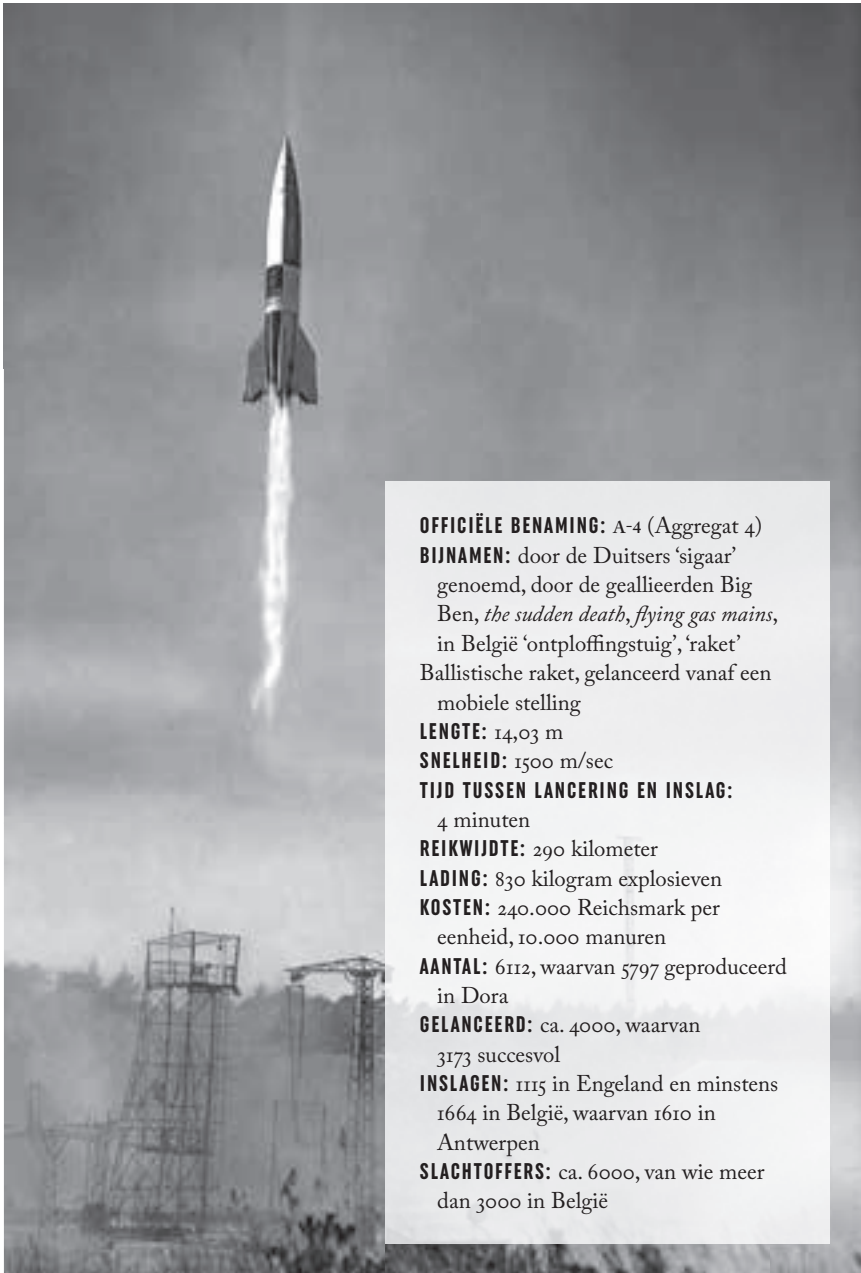 OFFICIËLE BENAMING: A-4 (Aggregat 4)
BIJNAMEN: door de Duitsers ‘sigaar’
genoemd, door de geallieerden Big
Ben, the sudden death, flying gas mains,
in België ‘ontploffingstuig’, ‘raket’
Ballistische raket, gelanceerd vanaf een
mobiele stelling
LENGTE: 14,03 m
SNELHEID: 1500 m/sec
TIJD TUSSEN LANCERING EN INSLAG:
4 minuten
REIKWIJDTE: 290 kilometer
LADING: 830 kilogram explosieven
KOSTEN: 240.000 Reichsmark per
eenheid, 10.000 manuren
AANTAL: 6112, waarvan 5797 geproduceerd
in Dora
GELANCEERD: ca. 4000, waarvan
3173 succesvol
INSLAGEN: 1115 in Engeland en minstens
1664 in België, waarvan 1610 in
Antwerpen
SLACHTOFFERS: ca. 6000, van wie meer
dan 3000 in België